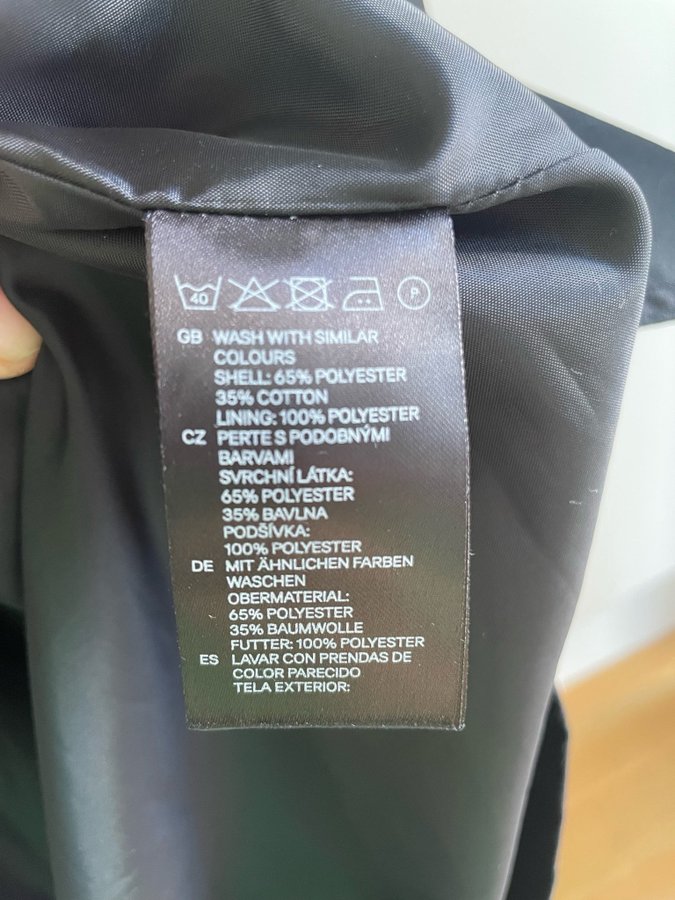 40 P
GB WASH WITH SIMILAR
COLOURS
SHELL: 65% POLYESTER
35% COTTON
LINING: 100% POLYESTER
CZ PERTE S PODOBNÝMI
BARVAMI
SVRCHNÍ LÁTKA:
65% POLYESTER
35% BAVLNA
PODŠÍVKA:
100% POLYESTER
DE MIT ÄHNLICHEN FARBEN
WASCHEN
OBERMATERIAL:
65% POLYESTER
35% BAUMWOLLE
FUTTER: 100% POLYESTER
ES LAVAR CON PRENDAS DE
COLOR PARECIDO
TELA EXTERIOR: